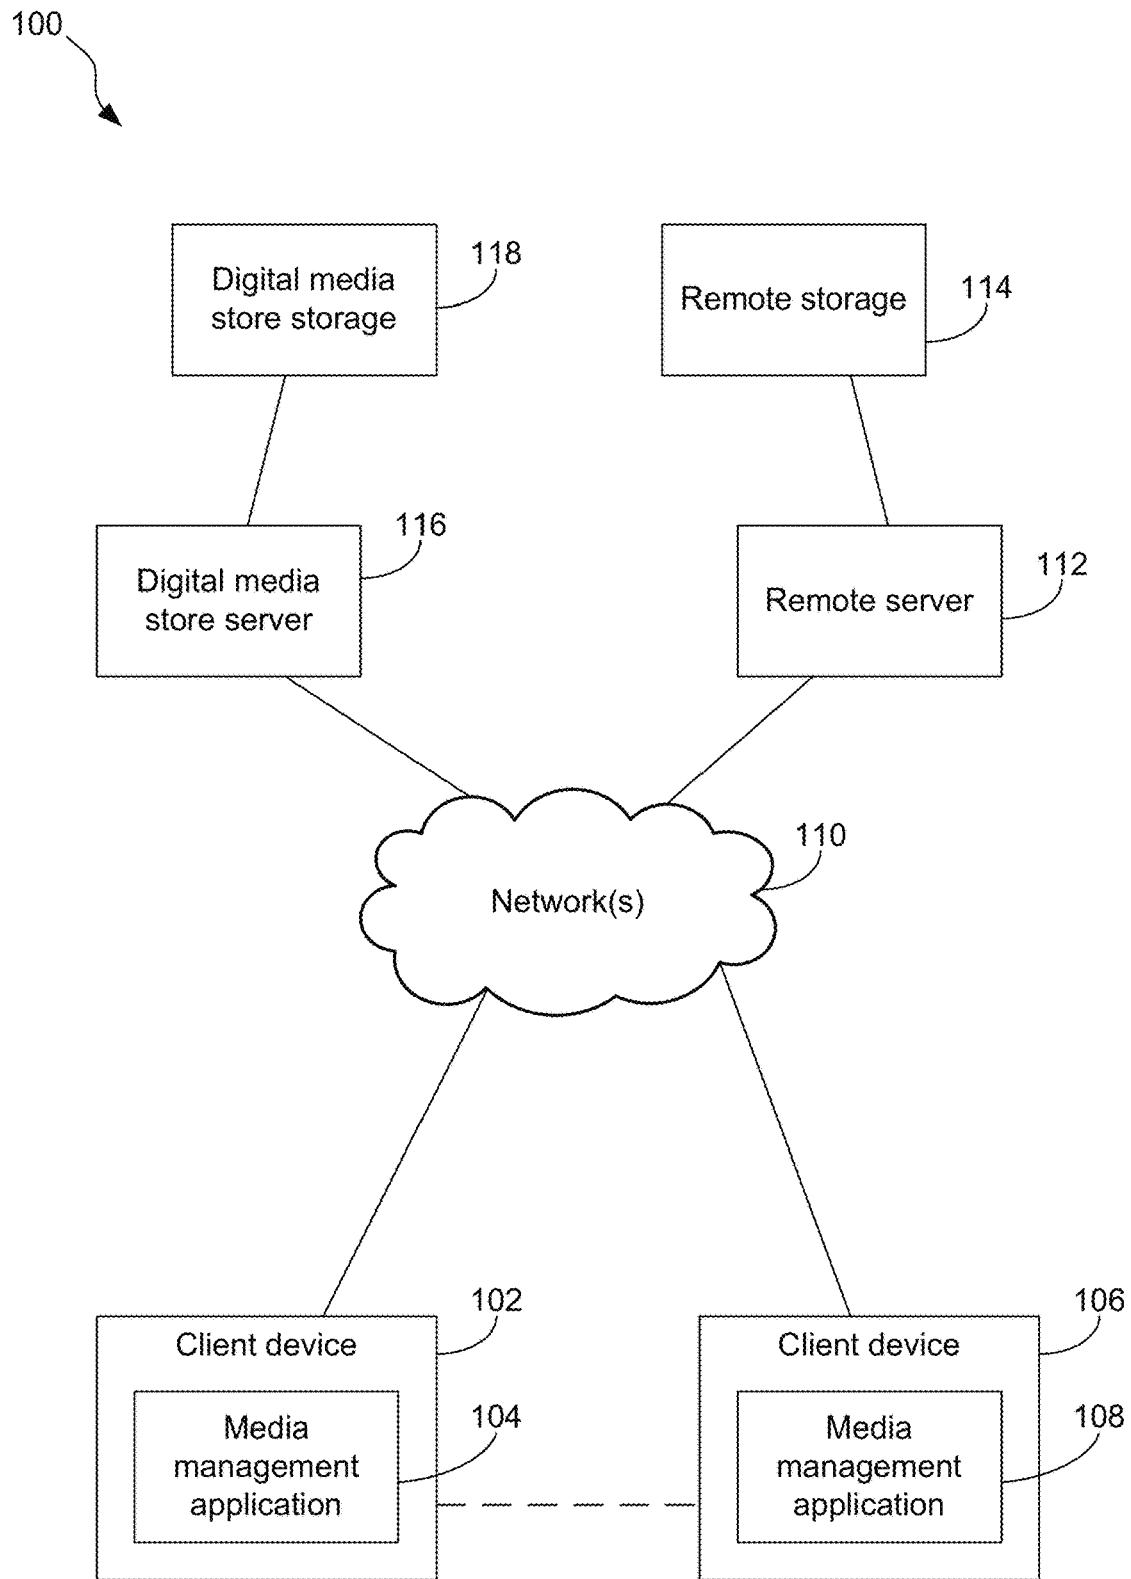 100
Digital media
store storage
118
Remote storage
114
Digital media
store server
116
Remote server
112
Network(s)
110
Client device
102
Media
management
application
104
Client device
106
Media
management
application
108